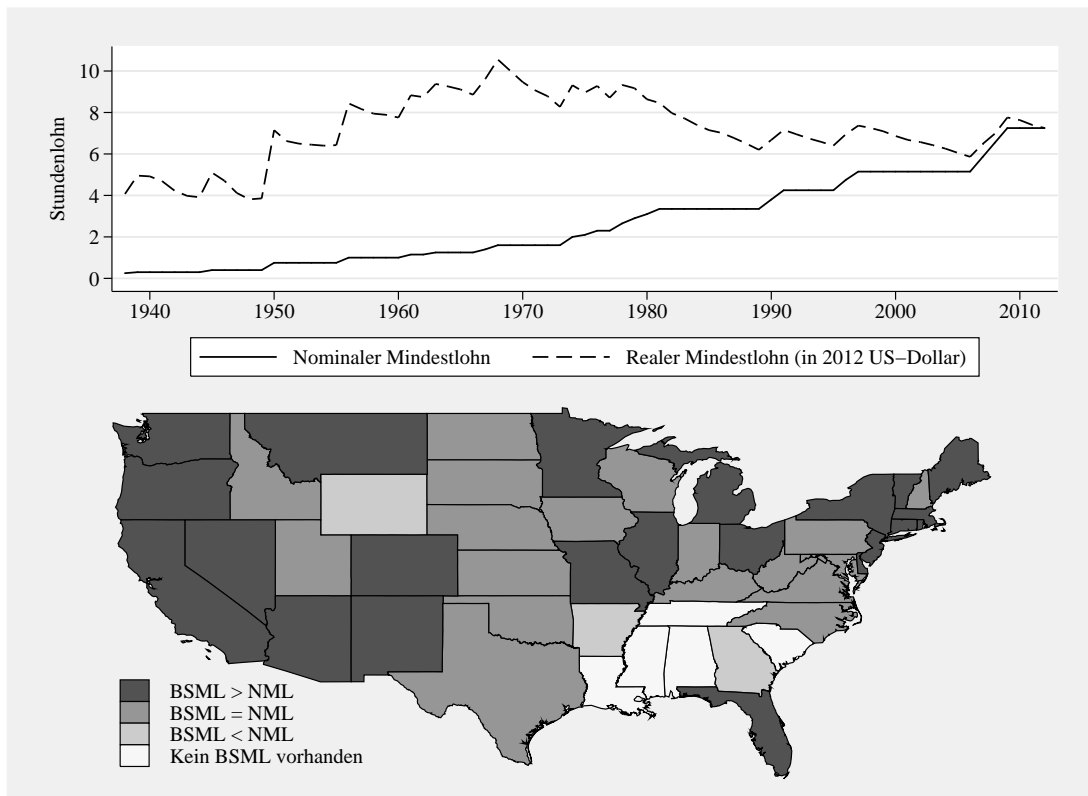 Stundenlohn
10
8
6
4
2
0
1940 1950 1960 1970 1980 1990 2000 2010
Nominaler Mindestlohn Realer Mindestlohn (in 2012 US−Dollar)
BSML > NML
BSML = NML
BSML < NML
Kein BSML vorhanden